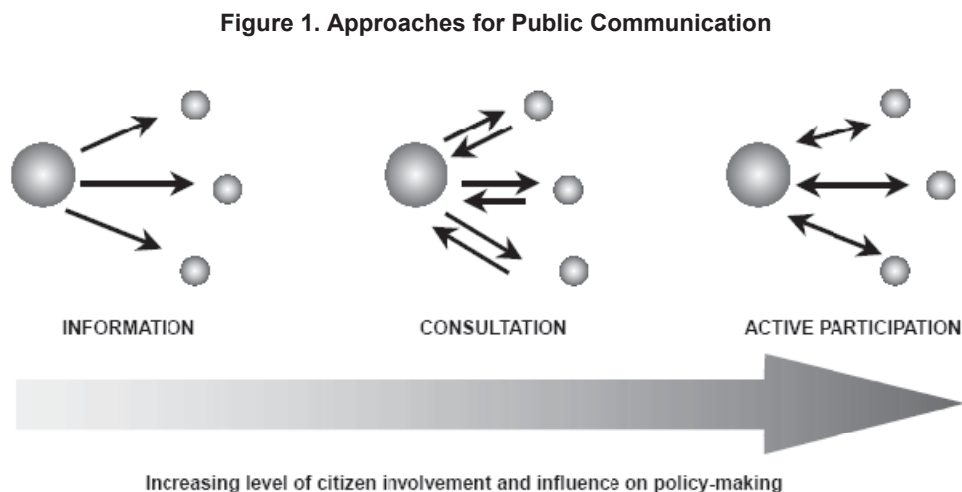 Figure 1. Approaches for Public Communication
INFORMATION
CONSULTATION
ACTIVE PARTICIPATION
Increasing level of citizen involvement and influence on policy-making